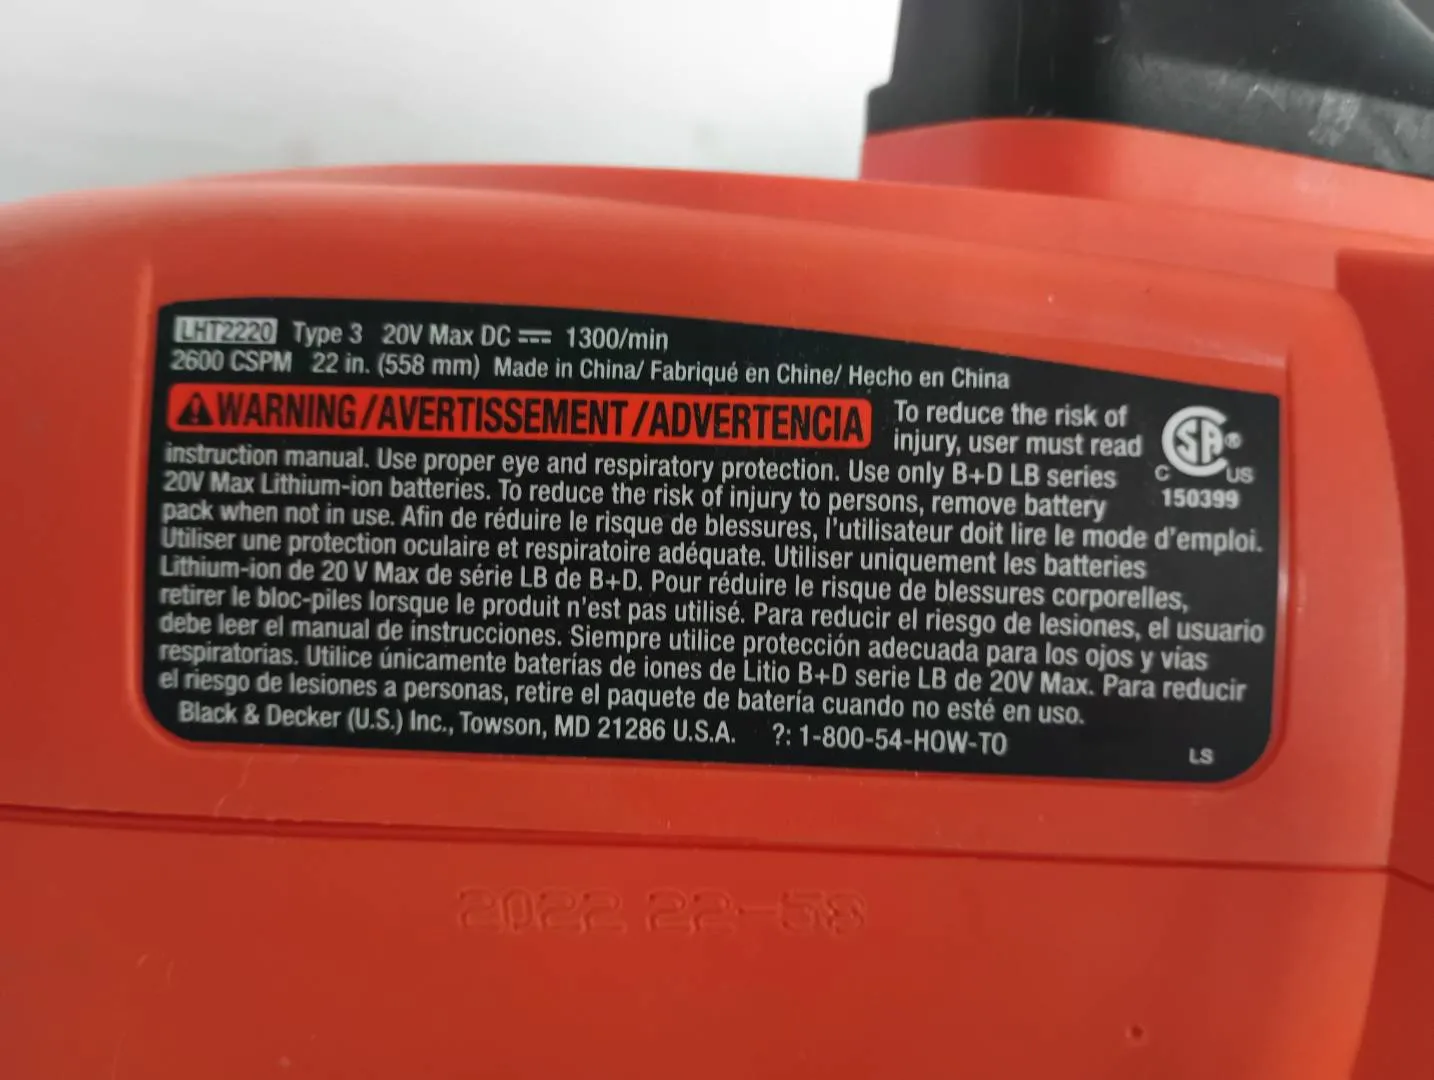 LHT2220 Type 3 20V Max DC 1300/min
2600 CSPM 22 in. (558 mm) Made in China/ Fabriqué en Chine/ Hecho en China
WARNING/AVERTISSEMENT/ADVERTENCIA To reduce the risk of
injury, user must read
instruction manual. Use proper eye and respiratory protection. Use only B+D LB series
20V Max Lithium-ion batteries. To reduce the risk of injury to persons, remove battery
pack when not in use. Afin de réduire le risque de blessures, l'utilisateur doit lire le mode d'emploi.
Utiliser une protection oculaire et respiratoire adéquate. Utiliser uniquement les batteries
Lithium-ion de 20 V Max de série LB de B+D. Pour réduire le risque de blessures corporelles,
retirer le bloc-piles lorsque le produit n'est pas utilisé. Para reducir el riesgo de lesiones, el usuario
debe leer el manual de instrucciones. Siempre utilice protección adecuada para los ojos y vías
respiratorias. Utilice únicamente baterías de iones de Litio B+D serie LB de 20V Max. Para reducir
el riesgo de lesiones a personas, retire el paquete de batería cuando no esté en uso.
Black & Decker (U.S.) Inc., Towson, MD 21286 U.S.A. ?: 1-800-54-HOW-TO
SA®
C US
150399
LS
2022 22-58